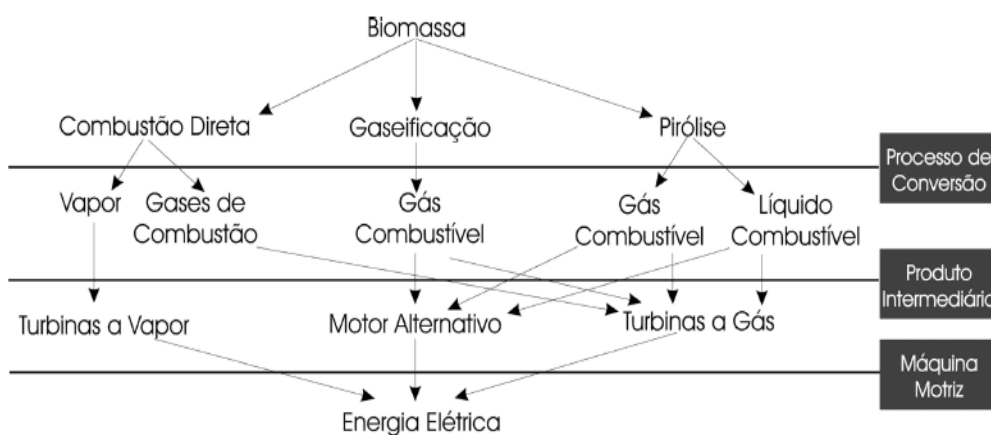 Biomassa
Combustão Direta
Gaseificação
Pirólise
Processo de
Conversão
Vapor
Gases de
Combustão
Gás
Combustível
Gás
Combustível
Líquido
Combustível
Produto
Intermediário
Turbinas a Vapor
Motor Alternativo
Turbinas a Gás
Máquina
Motriz
Energia Elétrica